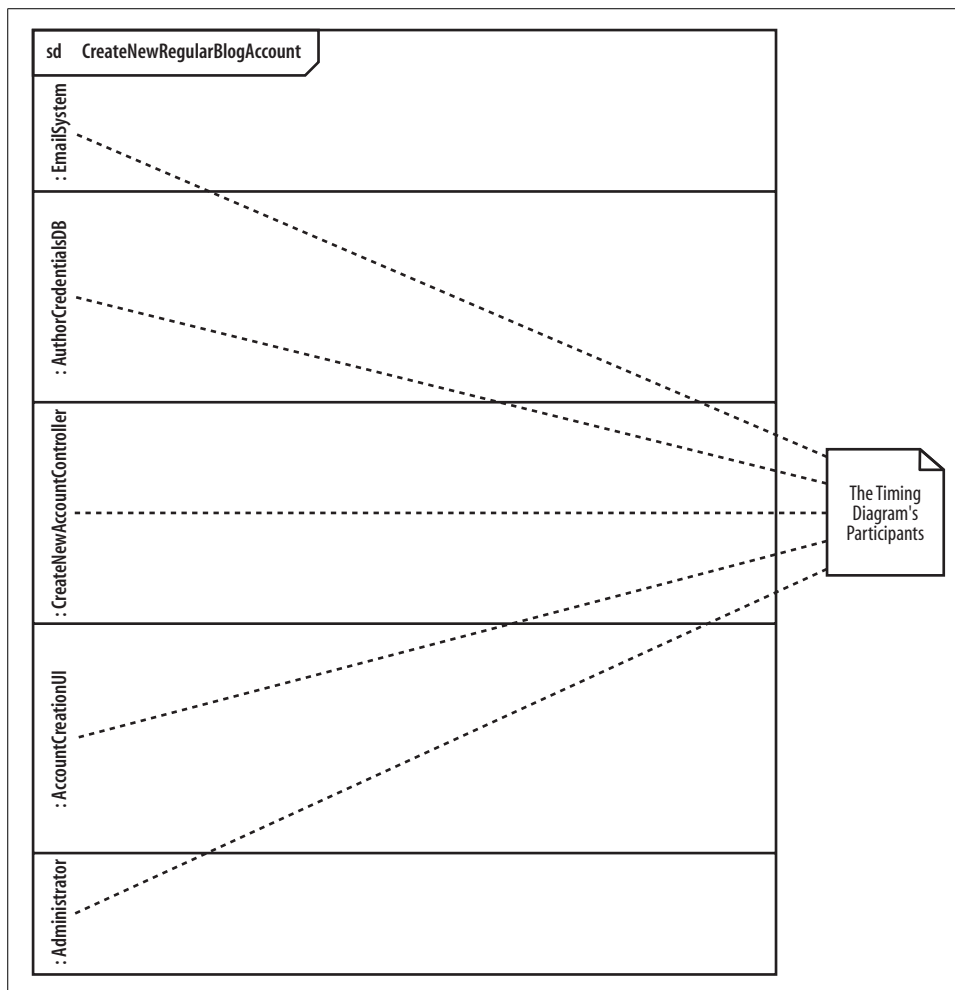 sd CreateNewRegularBlogAccount
: EmailSystem
: AuthorCredentialsDB
: CreateNewAccountController
: AccountCreationUI
: Administrator
The Timing
Diagram's
Participants